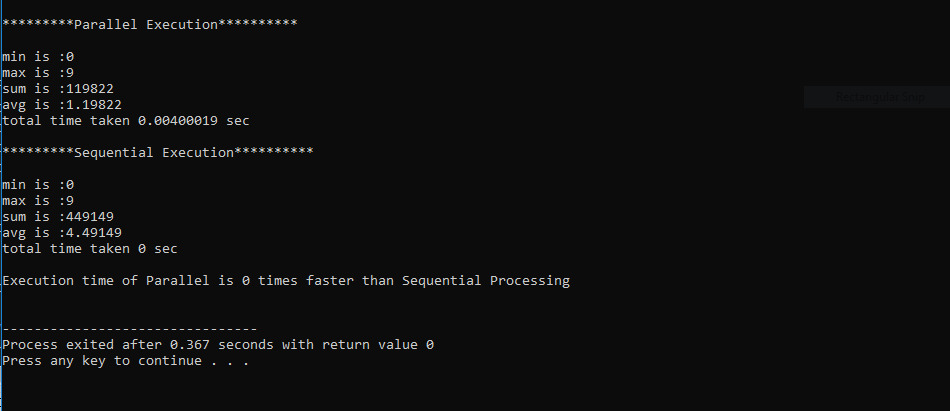 *********Parallel Execution**********
min is :0
max is :9
sum is :119822
avg is :1.19822
total time taken 0.00400019 sec
Rectangular Snip
*********Sequential Execution**********
min is :0
max is :9
sum is :449149
avg is :4.49149
total time taken 0 sec
Execution time of Parallel is 0 times faster than Sequential Processing
--------------------------------
Process exited after 0.367 seconds with return value 0
Press any key to continue . . .